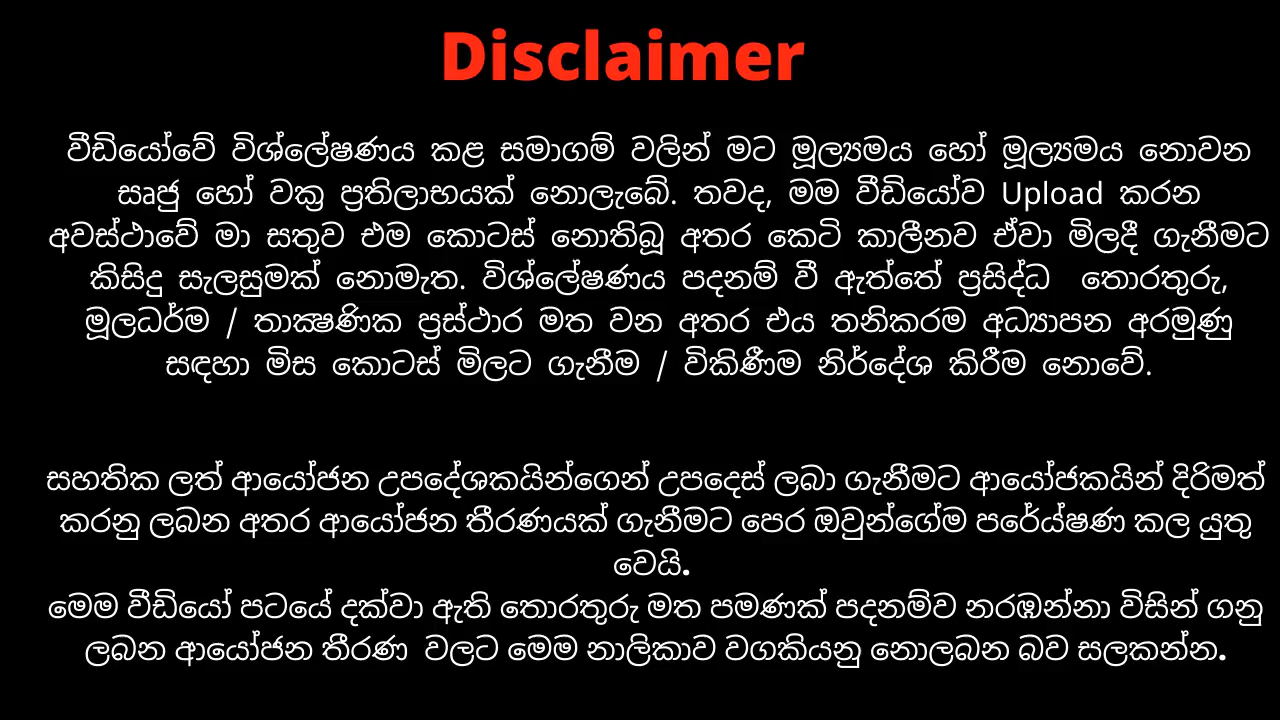 Disclaimer
වීඩියෝවේ විශ්ලේෂණය කළ සමාගම් වලින් මට මූල්‍යමය හෝ මූල්‍යමය නොවන
සෘජු හෝ වක්‍ර ප්‍රතිලාභයක් නොලැබේ. තවද, මම වීඩියෝව Upload කරන
අවස්ථාවේ මා සතුව එම කොටස් නොතිබූ අතර කෙටි කාලීනව ඒවා මිලදී ගැනීමට
කිසිදු සැලසුමක් නොමැත. විශ්ලේෂණය පදනම් වී ඇත්තේ ප්‍රසිද්ධ තොරතුරු,
මූලධර්ම / තාක්‍ෂණික ප්‍රස්ථාර මත වන අතර එය තනිකරම අධ්‍යාපන අරමුණු
සඳහා මිස කොටස් මිලට ගැනීම / විකිණීම නිර්දේශ කිරීම නොවේ.
සහතික ලත් ආයෝජන උපදේශකයින්ගෙන් උපදෙස් ලබා ගැනීමට ආයෝජකයින් දිරිමත්
කරනු ලබන අතර ආයෝජන තීරණයක් ගැනීමට පෙර ඔවුන්ගේම පරේය්ෂණ කල යුතු
වෙයි.
මෙම වීඩියෝ පටයේ දක්වා ඇති තොරතුරු මත පමණක් පදනම්ව නරඹන්නා විසින් ගනු
ලබන ආයෝජන තීරණ වලට මෙම නාලිකාව වගකියනු නොලබන බව සලකන්න.